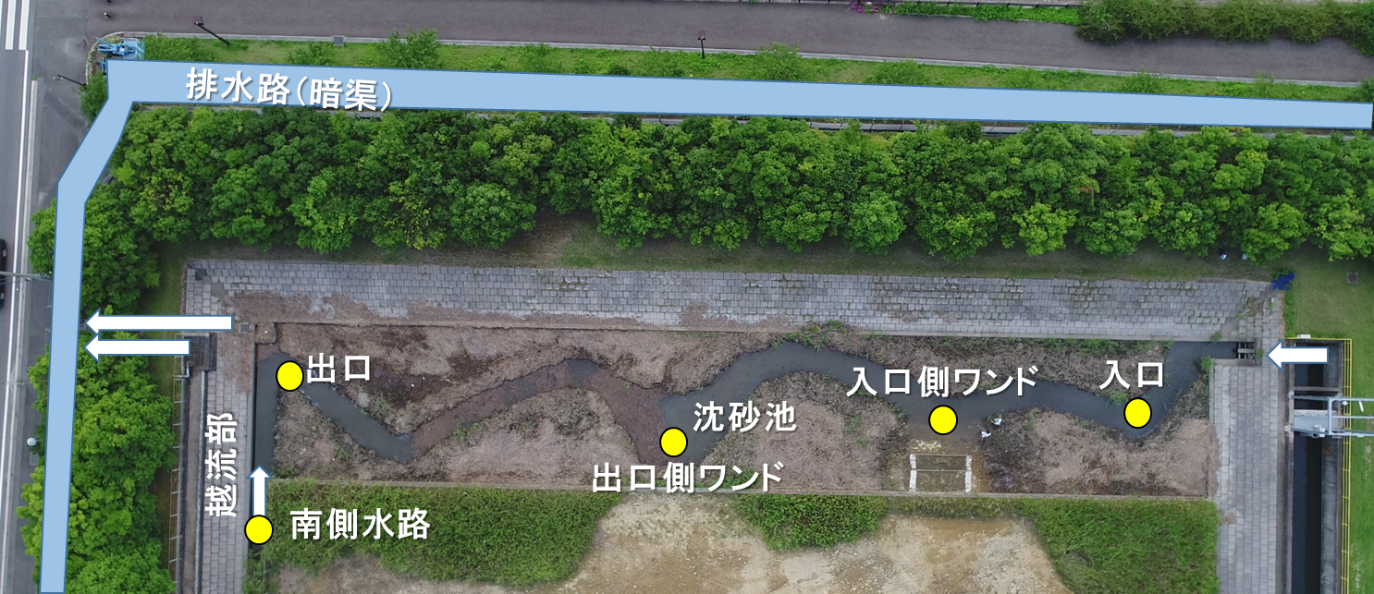 排水路（暗渠）
出口
入口側ワンド
入口
沈砂池
出口側ワンド
越流部
南側水路